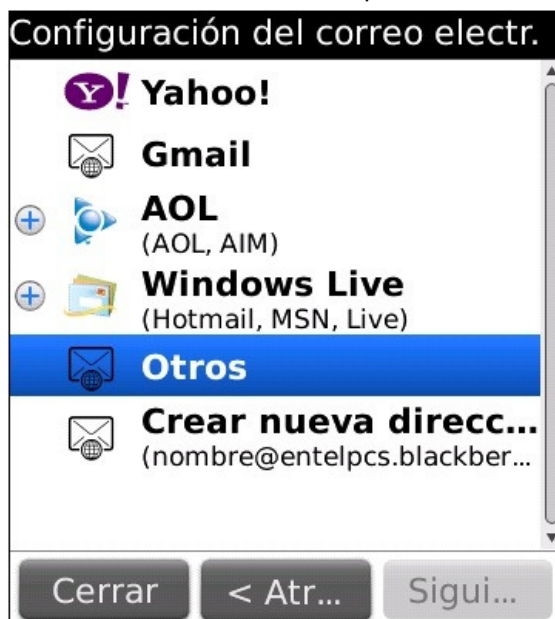 Configuración del correo electr.
Yahoo!
Gmail
AOL
(AOL, AIM)
Windows Live
(Hotmail, MSN, Live)
Otros
Crear nueva direcc...
(nombre@entelpcs.blackber...
Cerrar
< Atr...
Sigui...